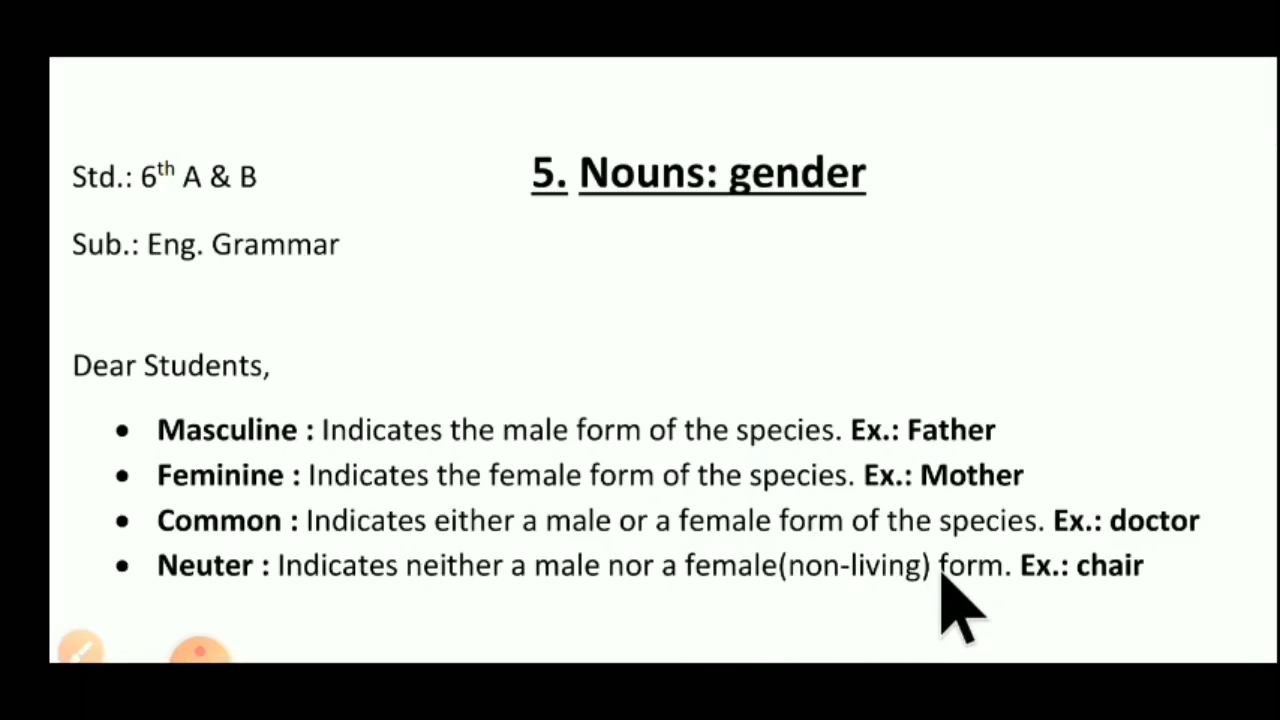 Std.: 6th A & B
5. Nouns: gender
Sub.: Eng. Grammar
Dear Students,
• Masculine : Indicates the male form of the species. Ex.: Father
• Feminine : Indicates the female form of the species. Ex.: Mother
• Common : Indicates either a male or a female form of the species. Ex.: doctor
• Neuter : Indicates neither a male nor a female(non-living) form. Ex.: chair